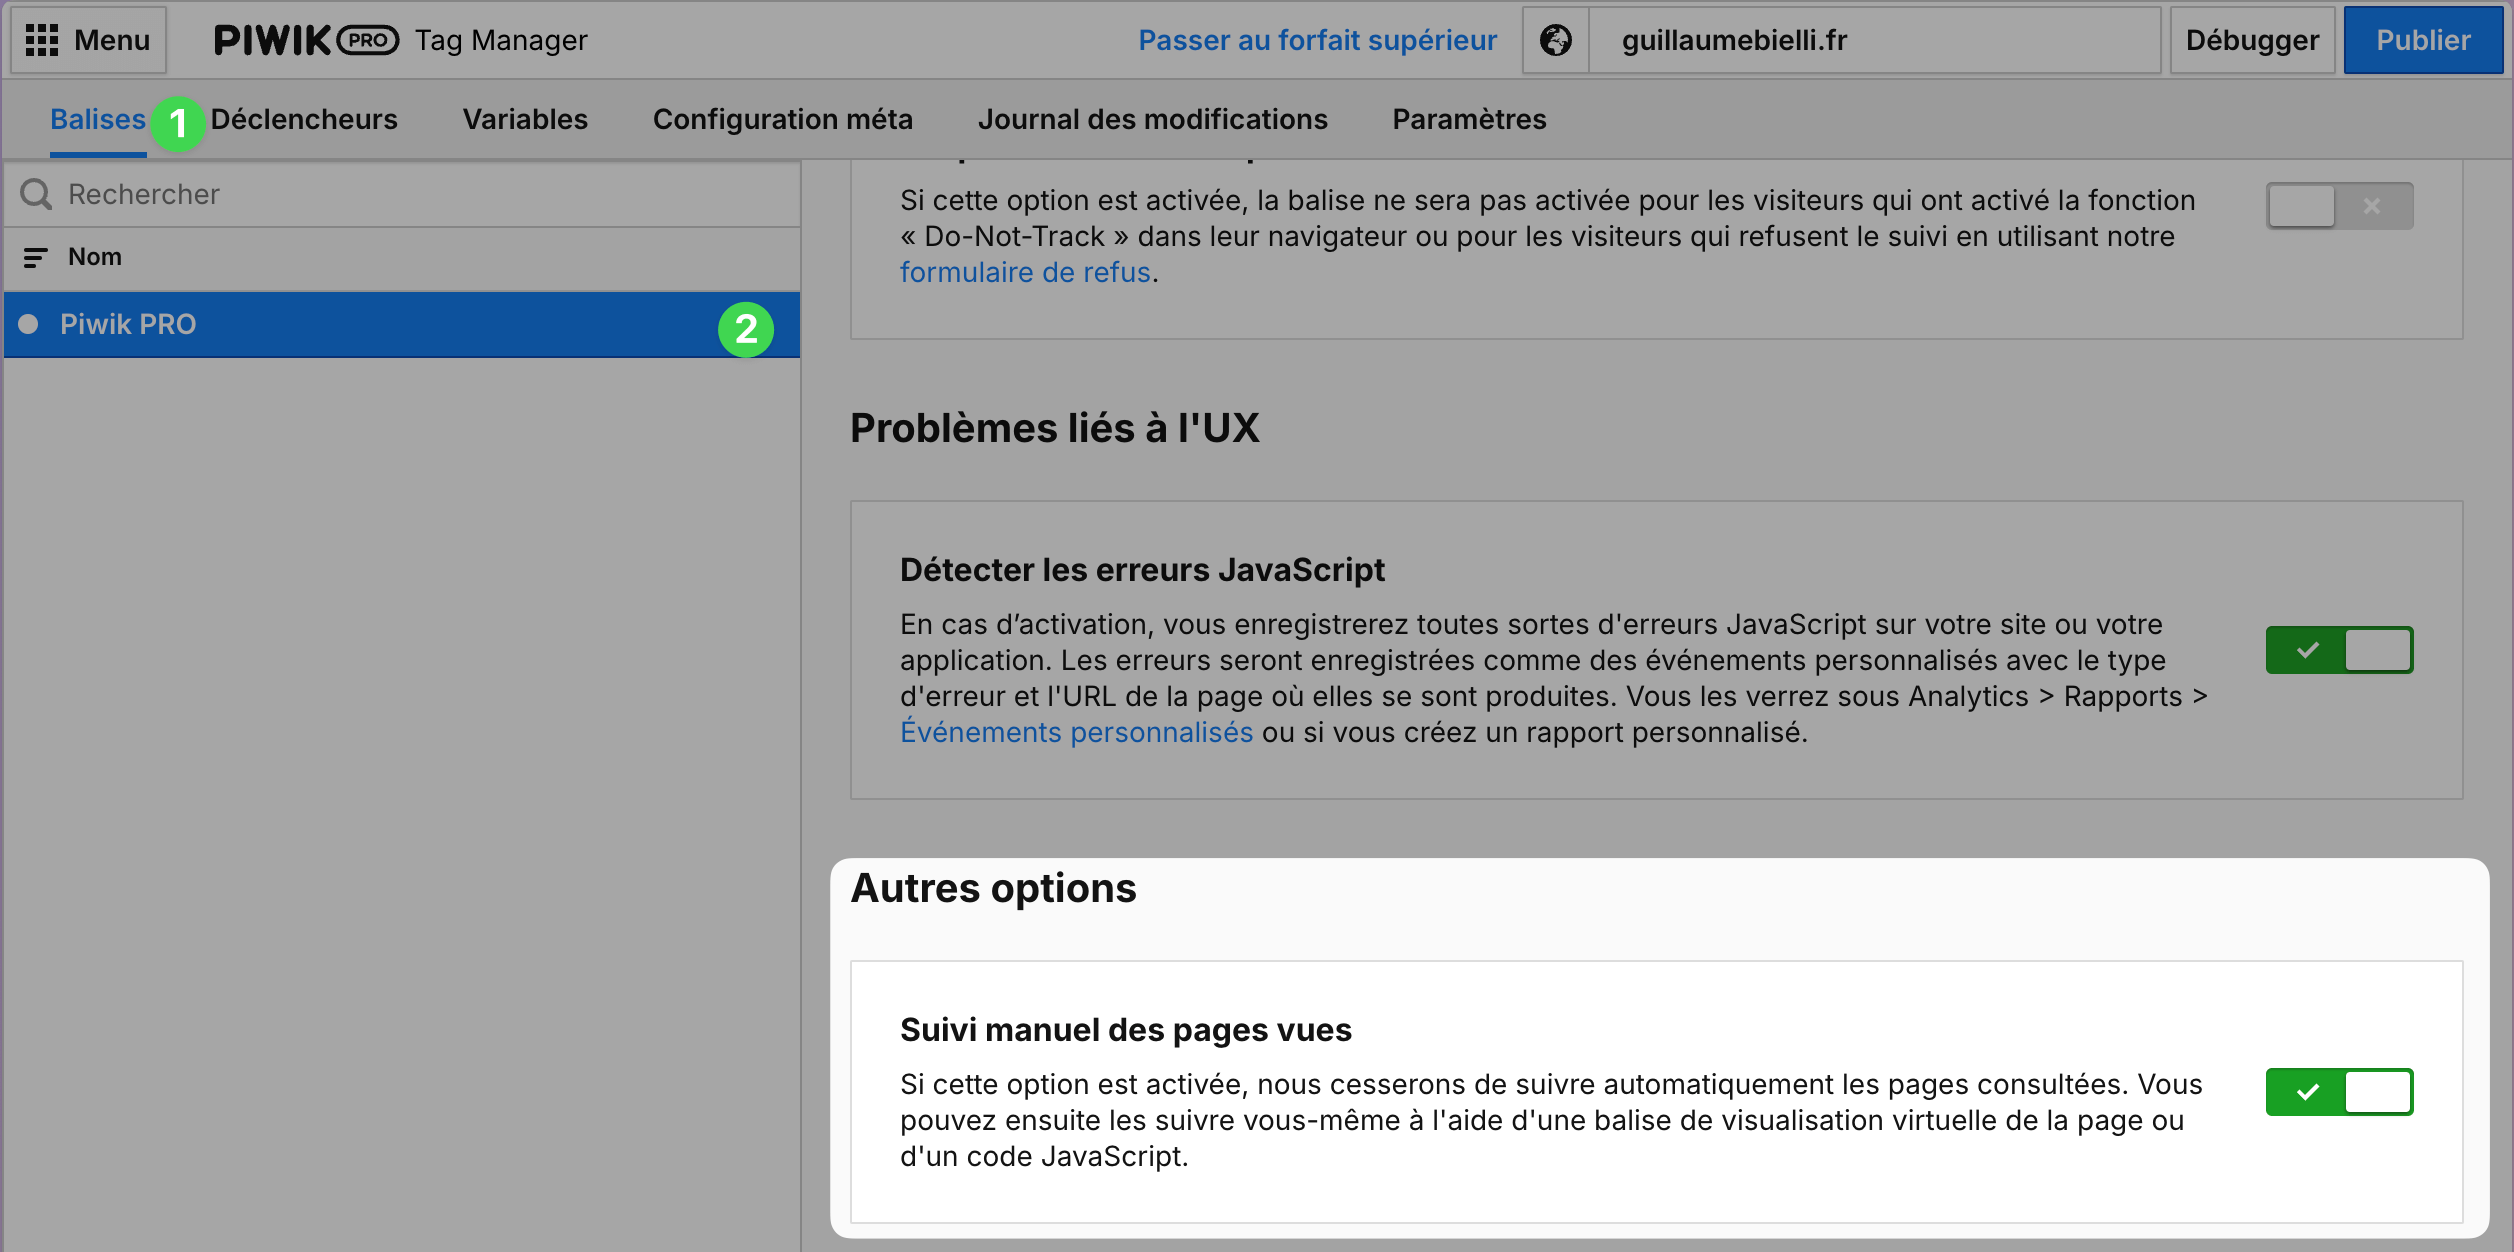 Menu
PIWIK PRO Tag Manager
Passer au forfait supérieur
guillaumebielli.fr
Débugger
Publier
Balises
1
Déclencheurs
Variables
Configuration méta
Journal des modifications
Paramètres
Rechercher
Nom
Piwik PRO
2
Si cette option est activée, la balise ne sera pas activée pour les visiteurs qui ont activé la fonction
« Do-Not-Track » dans leur navigateur ou pour les visiteurs qui refusent le suivi en utilisant notre
formulaire de refus.
Problèmes liés à l'UX
Détecter les erreurs JavaScript
En cas d’activation, vous enregistrerez toutes sortes d'erreurs JavaScript sur votre site ou votre
application. Les erreurs seront enregistrées comme des événements personnalisés avec le type
d'erreur et l'URL de la page où elles se sont produites. Vous les verrez sous Analytics > Rapports >
Événements personnalisés ou si vous créez un rapport personnalisé.
Autres options
Suivi manuel des pages vues
Si cette option est activée, nous cesserons de suivre automatiquement les pages consultées. Vous
pouvez ensuite les suivre vous-même à l'aide d'une balise de visualisation virtuelle de la page ou
d'un code JavaScript.